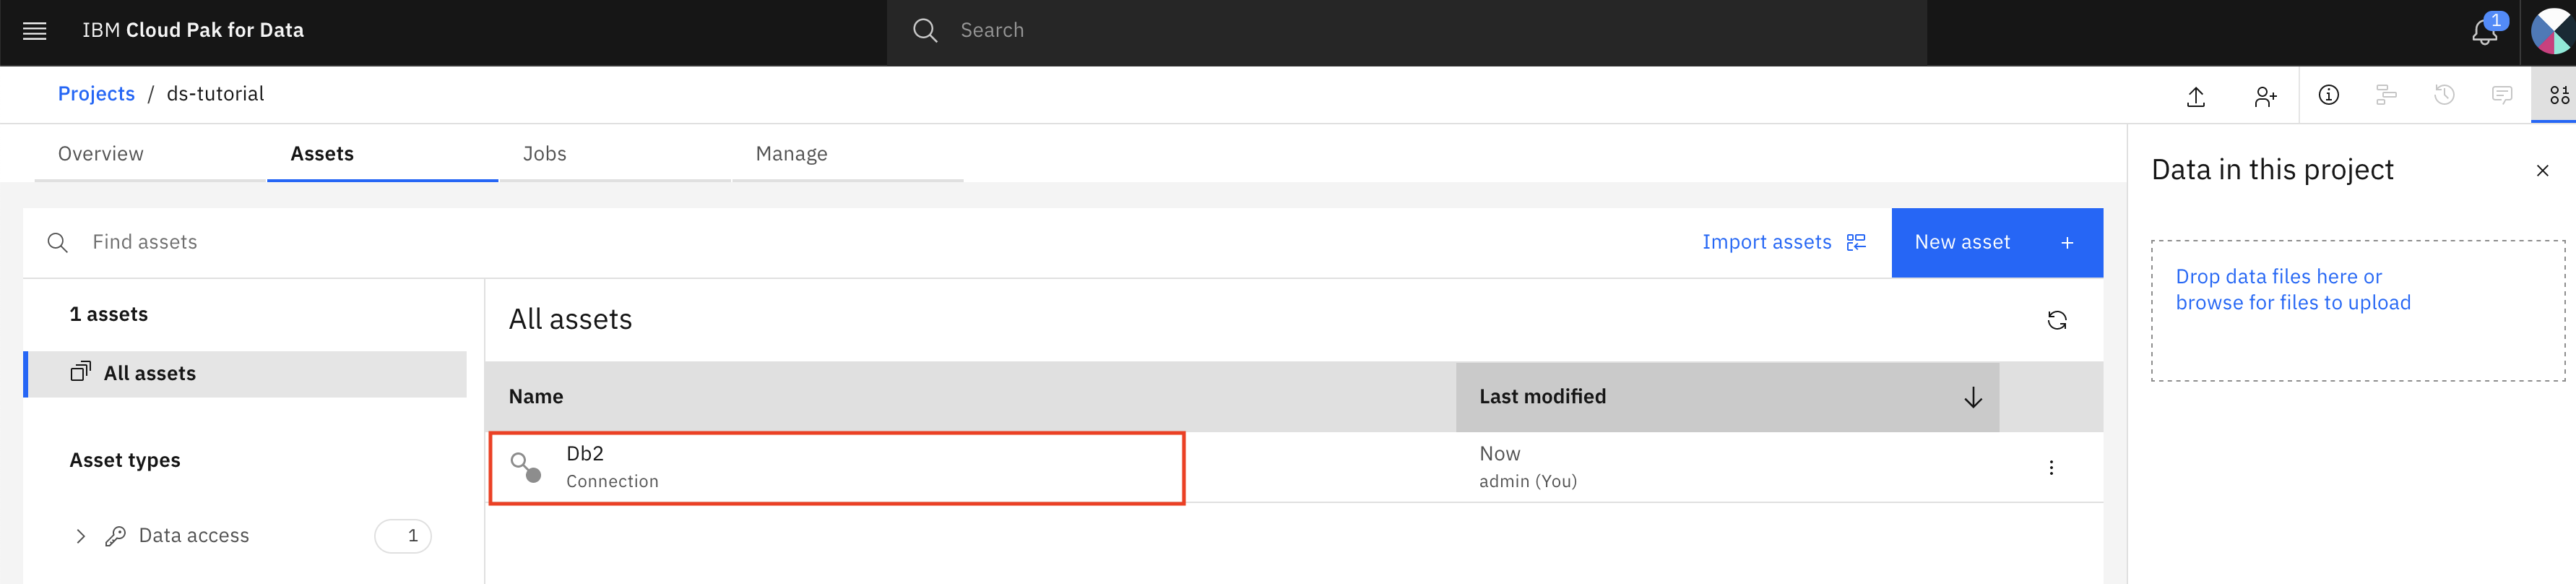 IBM Cloud Pak for Data
Search
1
Projects / ds-tutorial
Overview
Assets
Jobs
Manage
Data in this project
Find assets
Import assets
New asset +
Drop data files here or
browse for files to upload
1 assets
All assets
All assets
Name
Last modified
Db2
Connection
Now
admin (You)
Asset types
Data access
1